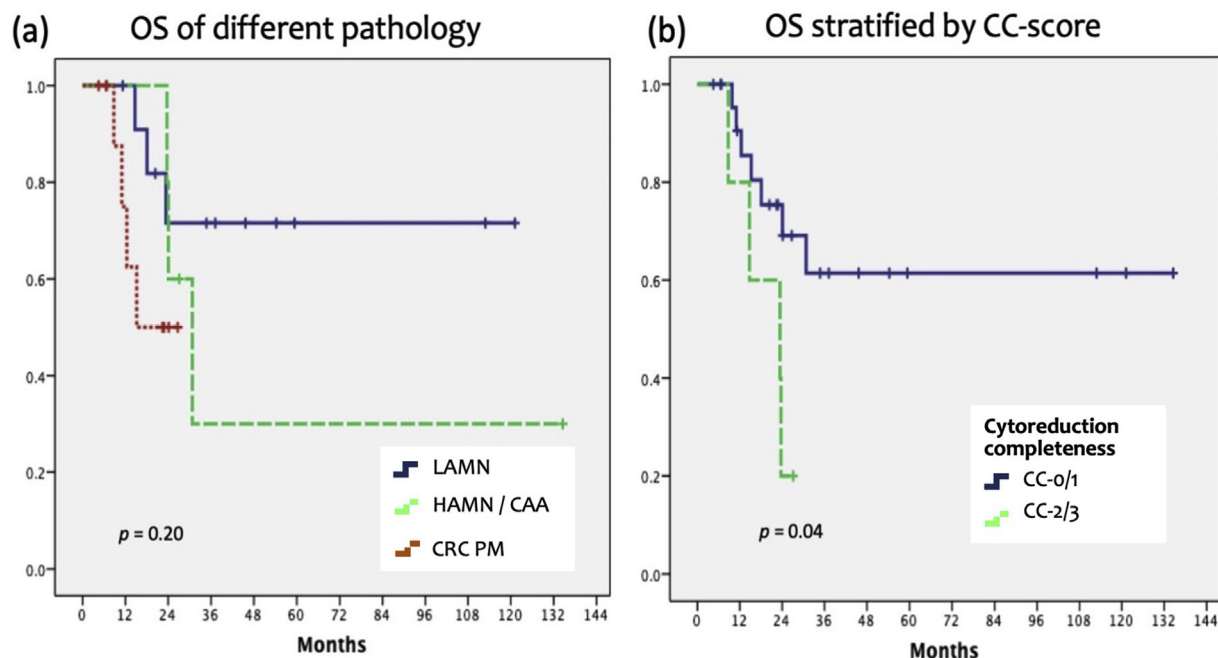 (a) OS of different pathology
1.0
0.8
0.6
0.4
0.2
0.0
LAMN
HAMN / CAA
CRC PM
p = 0.20
0 12 24 36 48 60 72 84 96 108 120 132 144
Months
(b) OS stratified by CC-score
1.0
0.8
0.6
0.4
0.2
0.0
Cytoreduction
completeness
CC-0/1
CC-2/3
p = 0.04
0 12 24 36 48 60 72 84 96 108 120 132 144
Months